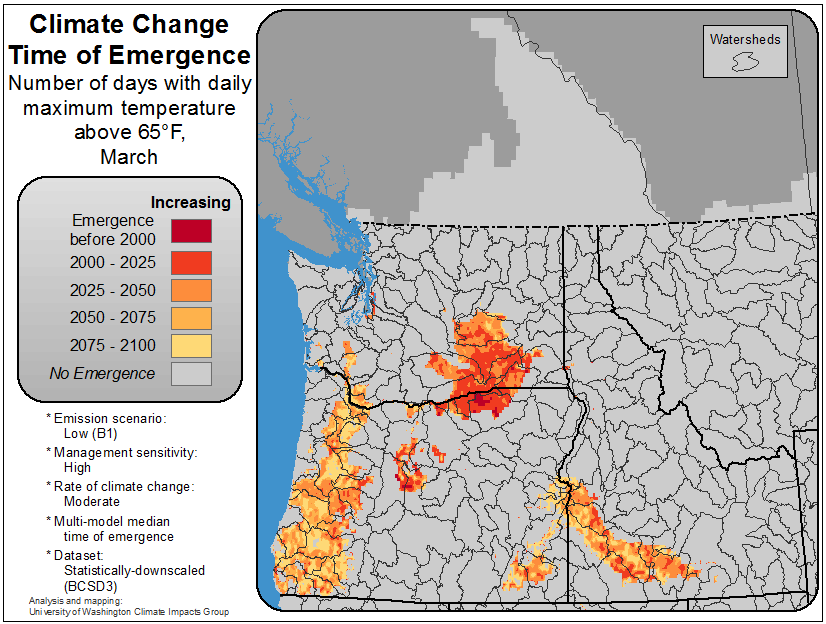 Climate Change
Time of Emergence
Number of days with daily
maximum temperature
above 65°F,
March
Increasing
Emergence
before 2000
2000 - 2025
2025 - 2050
2050 - 2075
2075 - 2100
No Emergence
* Emission scenario:
Low (B1)
* Management sensitivity:
High
* Rate of climate change:
Moderate
* Multi-model median
time of emergence
* Dataset:
Statistically-downscaled
(BCSD3)
Analysis and mapping:
University of Washington Climate Impacts Group
Watersheds